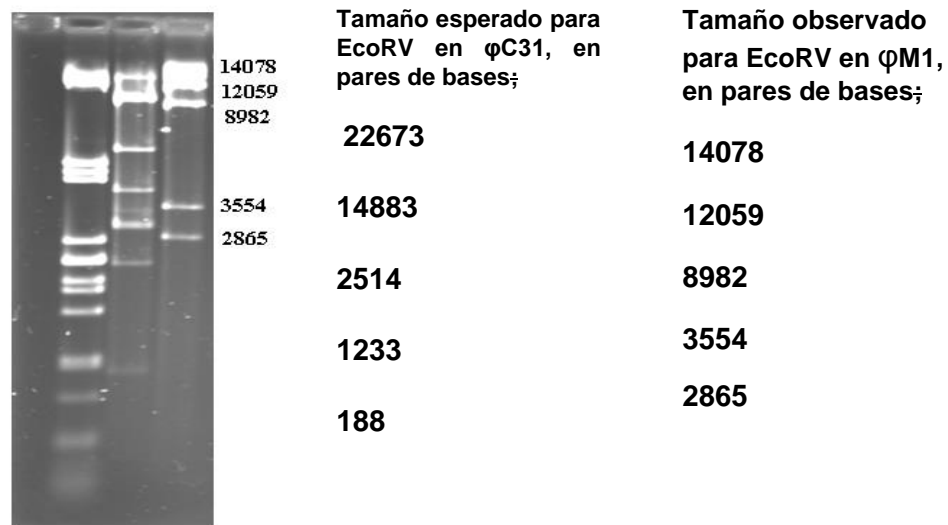 14078
12059
8982
3554
2865
Tamaño esperado para
EcoRV en φC31, en
pares de bases;
22673
14883
2514
1233
188
Tamaño observado
para EcoRV en φM1,
en pares de bases;
14078
12059
8982
3554
2865